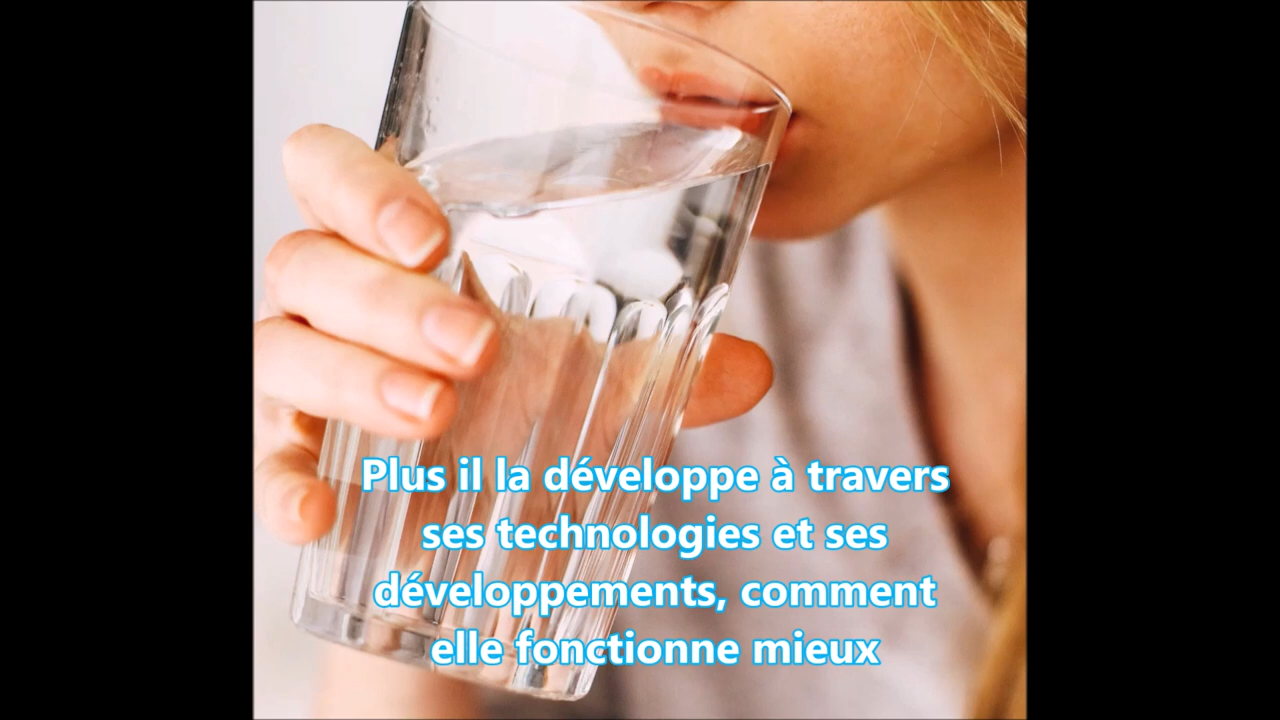 Plus il la développe à travers
ses technologies et ses
développements, comment
elle fonctionne mieux